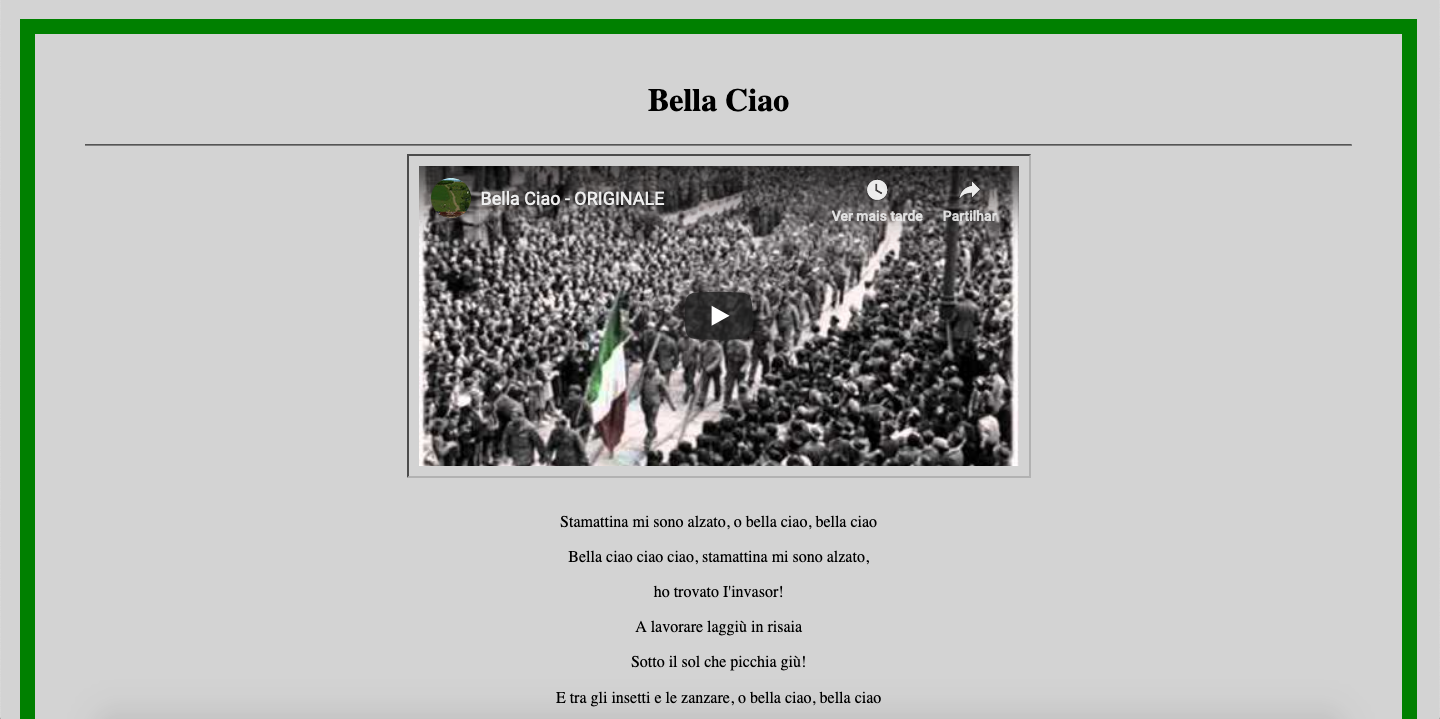 Bella Ciao
Bella Ciao - ORIGINALE
Ver mais tarde
Partilhar
Stamattina mi sono alzato, o bella ciao, bella ciao
Bella ciao ciao ciao, stamattina mi sono alzato,
ho trovato I'invasor!
A lavorare laggiù in risaia
Sotto il sol che picchia giù!
E tra gli insetti e le zanzare, o bella ciao, bella ciao